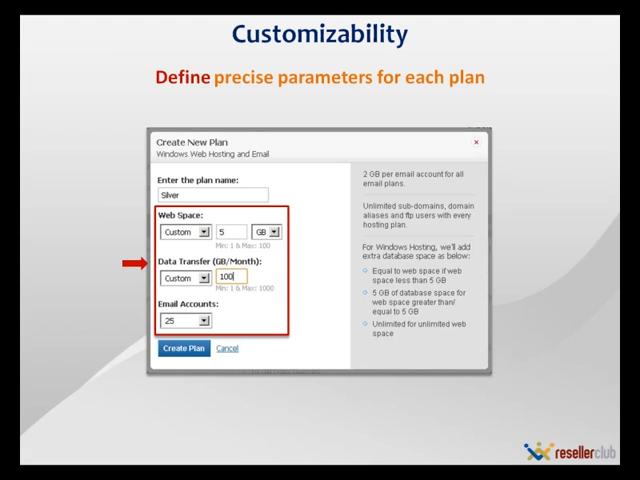 Customizability
Define precise parameters for each plan
Create New Plan
Windows Web Hosting and Email
Enter the plan name:
Silver
Web Space:
Custom 5 GB
Min: 1 & Max: 100
Data Transfer (GB/Month):
Custom 100
Min: 1 & Max: 1000
Email Accounts:
25
Create Plan Cancel
2 GB per email account for all
email plans.
Unlimited sub-domains, domain
aliases and ftp users with every
hosting plan.
For Windows Hosting, we'll add
extra database space as below:
Equal to web space if web
space less than 5 GB
5 GB of database space for
web space greater than/
equal to 5 GB
Unlimited for unlimited web
space
resellerclub